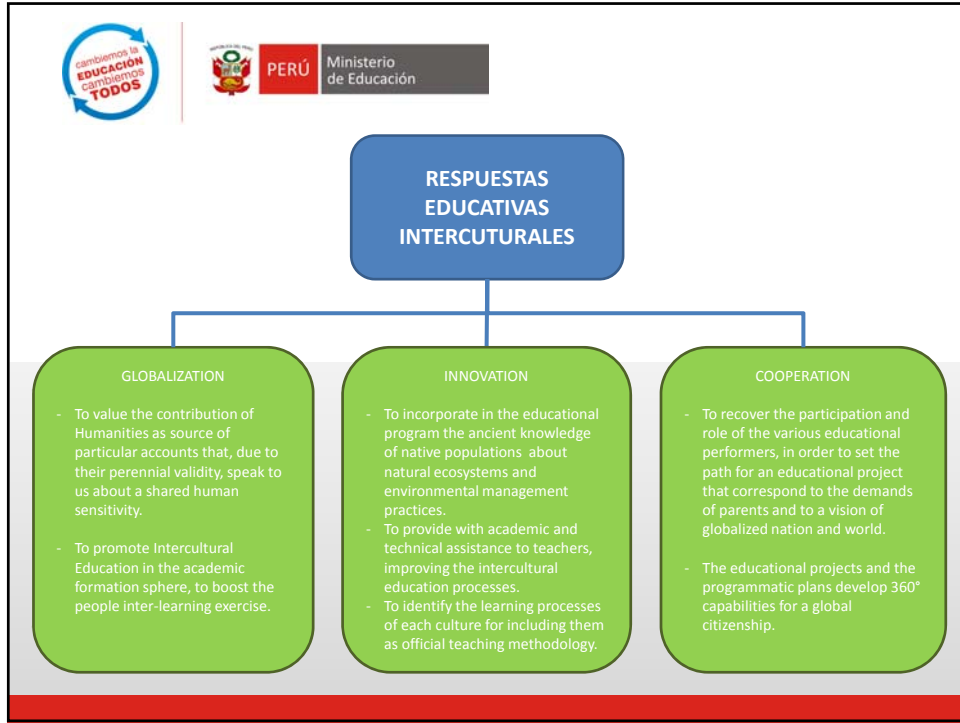 cambiemos la
EDUCACIÓN
cambiemos
TODOS
REPÚBLICA DEL PERÚ
PERÚ
Ministerio
de Educación
RESPUESTAS
EDUCATIVAS
INTERCUTURALES
GLOBALIZATION
- To value the contribution of
Humanities as source of
particular accounts that, due to
their perennial validity, speak to
us about a shared human
sensitivity.
- To promote Intercultural
Education in the academic
formation sphere, to boost the
people inter-learning exercise.
INNOVATION
- To incorporate in the educational
program the ancient knowledge
of native populations about
natural ecosystems and
environmental management
practices.
- To provide with academic and
technical assistance to teachers,
improving the intercultural
education processes.
- To identify the learning processes
of each culture for including them
as official teaching methodology.
COOPERATION
- To recover the participation and
role of the various educational
performers, in order to set the
path for an educational project
that correspond to the demands
of parents and to a vision of
globalized nation and world.
- The educational projects and the
programmatic plans develop 360°
capabilities for a global
citizenship.